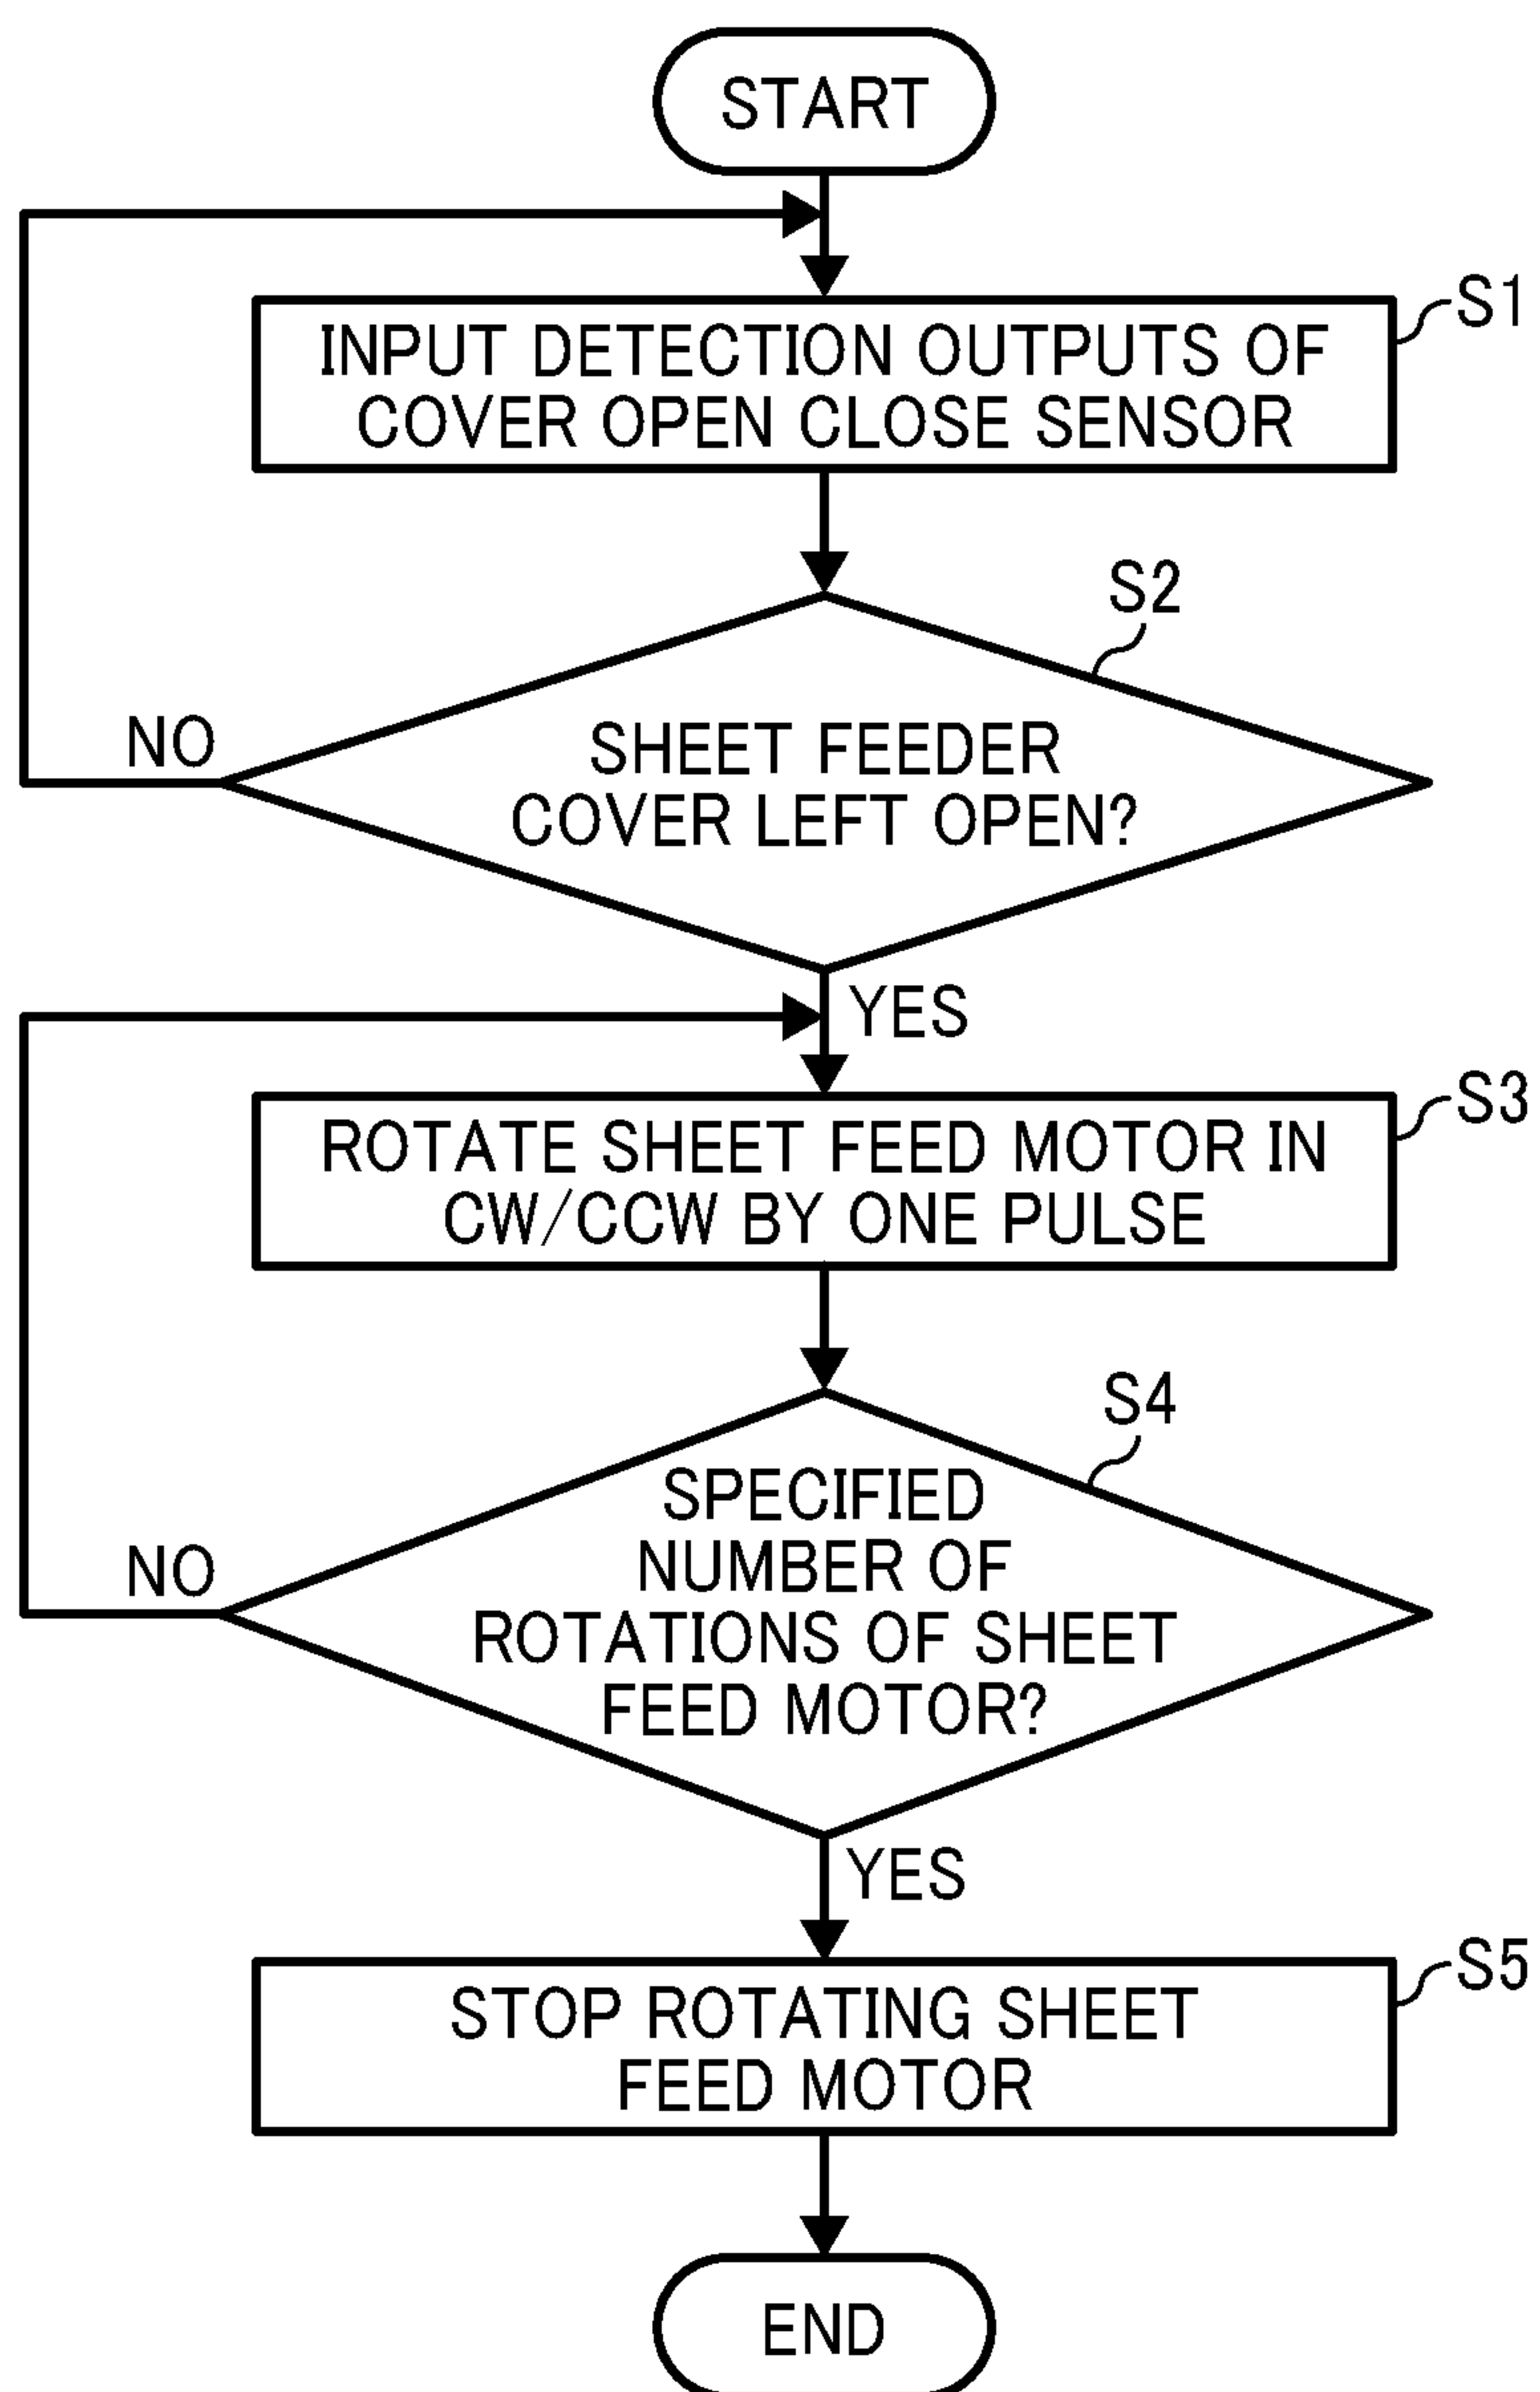 START
S1
INPUT DETECTION OUTPUTS OF
COVER OPEN CLOSE SENSOR
S2
NO
SHEET FEEDER
COVER LEFT OPEN?
YES
S3
ROTATE SHEET FEED MOTOR IN
CW/CCW BY ONE PULSE
S4
NO
SPECIFIED
NUMBER OF
ROTATIONS OF SHEET
FEED MOTOR?
YES
S5
STOP ROTATING SHEET
FEED MOTOR
END